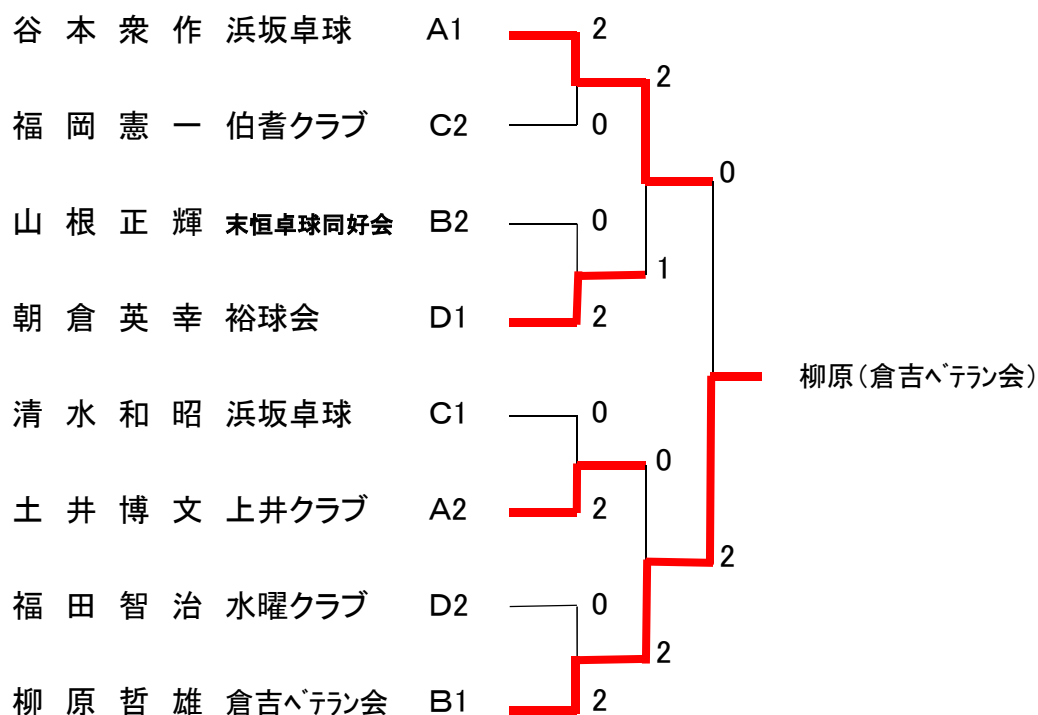 谷本衆作 浜坂卓球 A1 2
2
福岡憲一 伯耆クラブ C2 0
0
山根正輝 末恒卓球同好会 B2 0
1
朝倉英幸 裕球会 D1 2
柳原(倉吉ﾍﾞﾃﾗﾝ会)
清水和昭 浜坂卓球 C1 0
0
土井博文 上井クラブ A2 2
2
福田智治 水曜クラブ D2 0
2
柳原哲雄 倉吉ﾍﾞﾃﾗﾝ会 B1 2